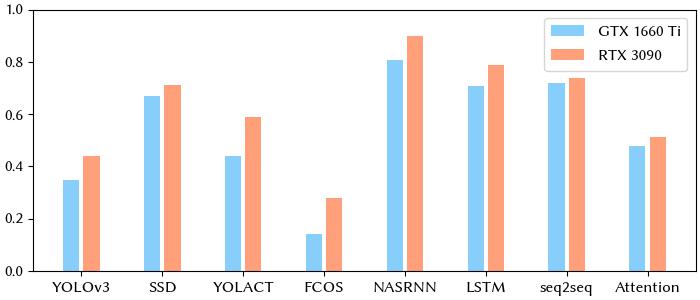 1.0
0.8
0.6
0.4
0.2
0.0
GTX 1660 Ti
RTX 3090
YOLOv3 SSD YOLACT FCOS NASRNN LSTM seq2seq Attention